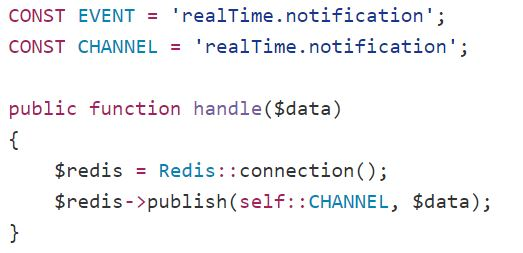 CONST EVENT = 'realTime.notification';
CONST CHANNEL = 'realTime.notification';
public function handle($data)
{
    $redis = Redis::connection();
    $redis->publish(self::CHANNEL, $data);
}